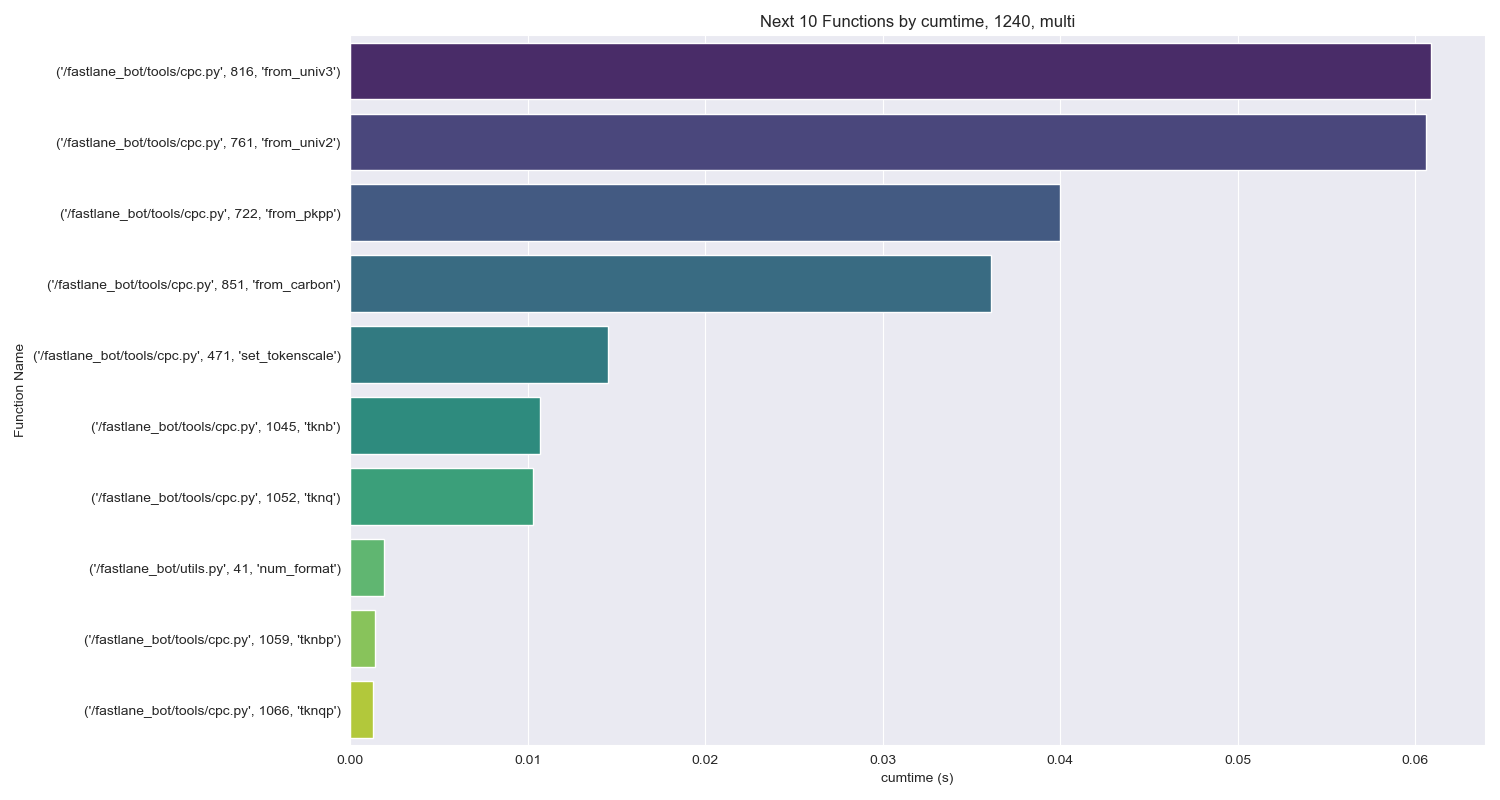 Next 10 Functions by cumtime, 1240, multi
Function Name
('/fastlane_bot/tools/cpc.py', 816, 'from_univ3')
('/fastlane_bot/tools/cpc.py', 761, 'from_univ2')
('/fastlane_bot/tools/cpc.py', 722, 'from_pkpp')
('/fastlane_bot/tools/cpc.py', 851, 'from_carbon')
('/fastlane_bot/tools/cpc.py', 471, 'set_tokenscale')
('/fastlane_bot/tools/cpc.py', 1045, 'tknb')
('/fastlane_bot/tools/cpc.py', 1052, 'tknq')
('/fastlane_bot/utils.py', 41, 'num_format')
('/fastlane_bot/tools/cpc.py', 1059, 'tknbp')
('/fastlane_bot/tools/cpc.py', 1066, 'tknqp')
0.00 0.01 0.02 0.03 0.04 0.05 0.06
cumtime (s)